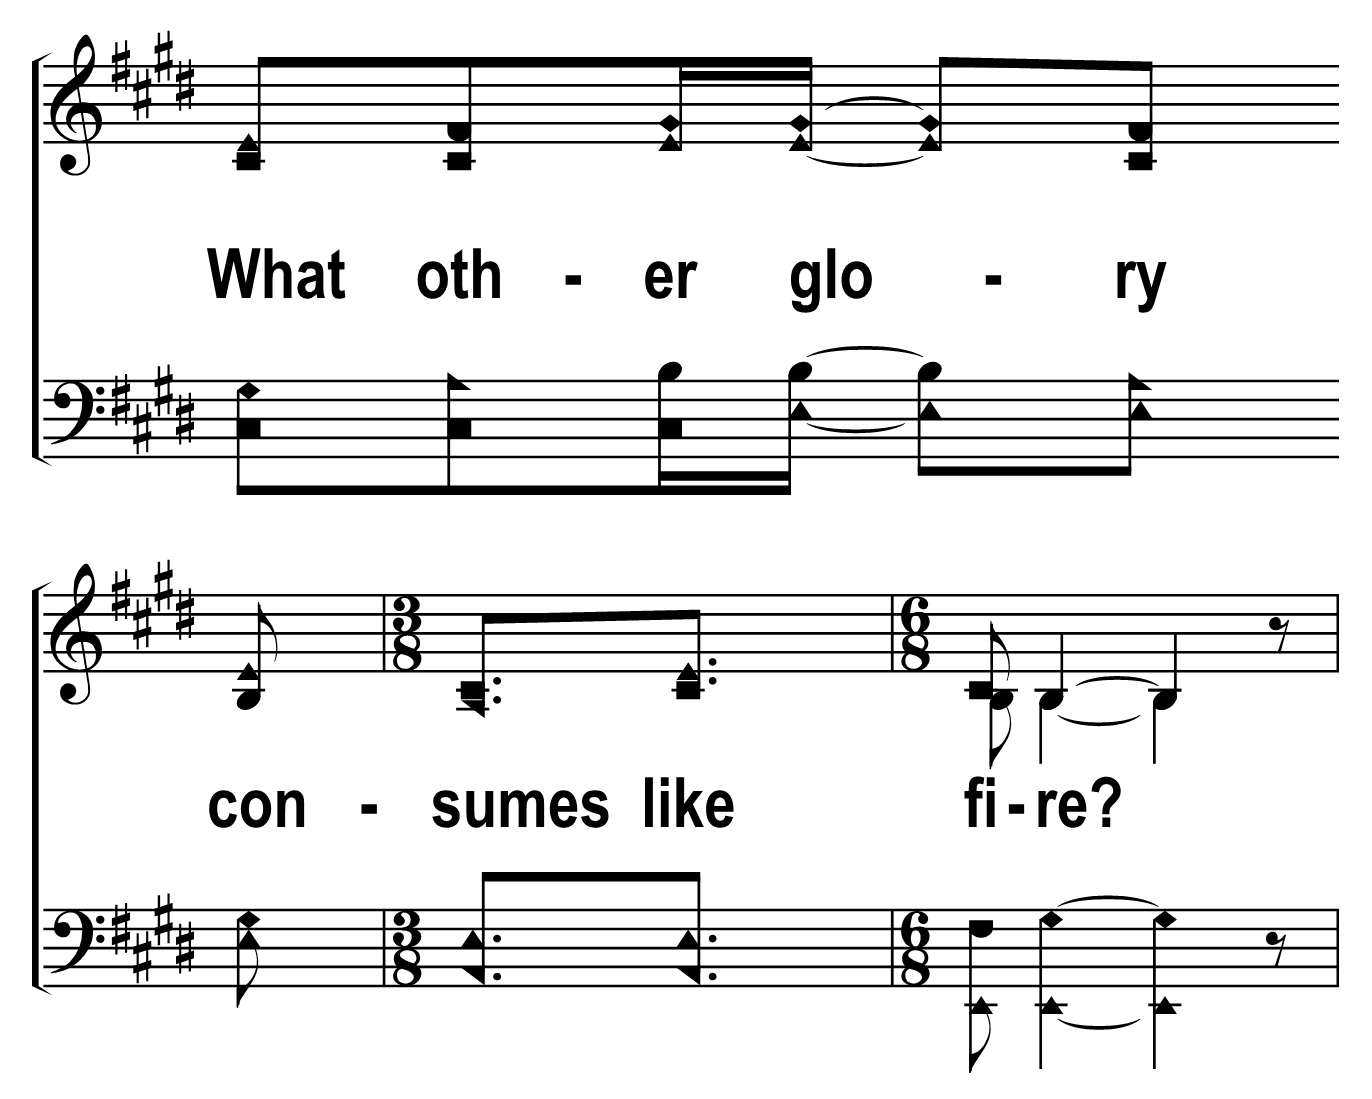 What oth - er glo - ry
con - sumes like fi - re?